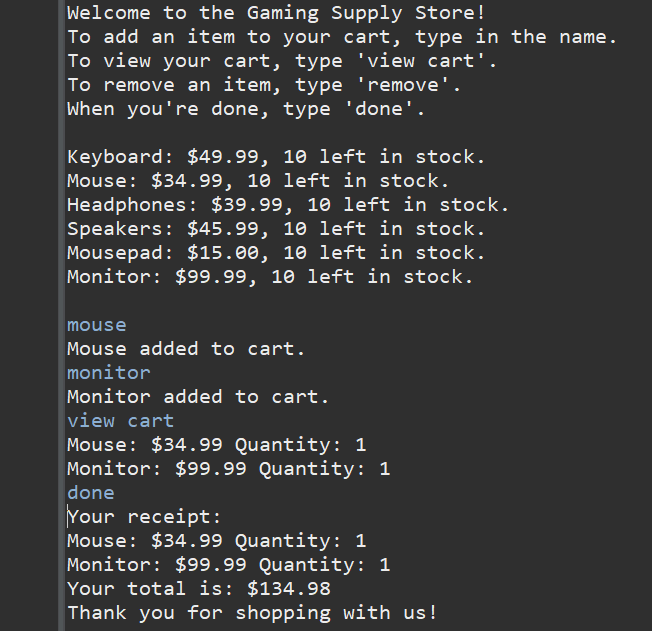 Welcome to the Gaming Supply Store!
To add an item to your cart, type in the name.
To view your cart, type 'view cart'.
To remove an item, type 'remove'.
When you're done, type 'done'.
Keyboard: $49.99, 10 left in stock.
Mouse: $34.99, 10 left in stock.
Headphones: $39.99, 10 left in stock.
Speakers: $45.99, 10 left in stock.
Mousepad: $15.00, 10 left in stock.
Monitor: $99.99, 10 left in stock.
mouse
Mouse added to cart.
monitor
Monitor added to cart.
view cart
Mouse: $34.99 Quantity: 1
Monitor: $99.99 Quantity: 1
done
Your receipt:
Mouse: $34.99 Quantity: 1
Monitor: $99.99 Quantity: 1
Your total is: $134.98
Thank you for shopping with us!